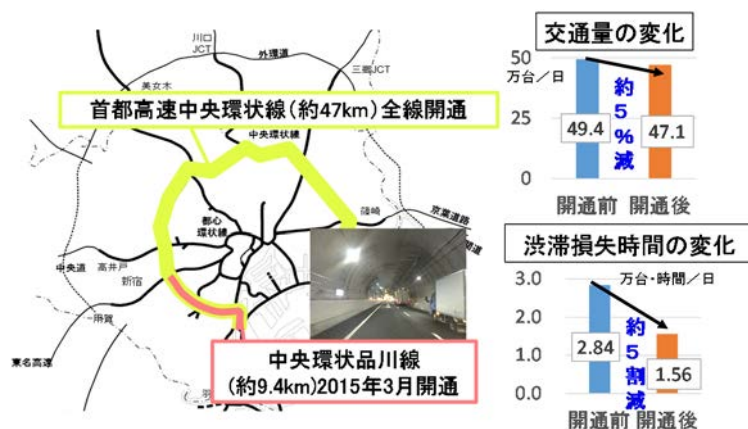 川口
JCT
外環道
三郷JCT
美女木
首都高速中央環状線(約47km)全線開通
中央環状線
都心
環状線
篠崎
京葉道路
中央道
高井戸
新宿
用賀
東名高速
中央環状品川線
(約9.4km)2015年3月開通
交通量の変化
50
万台／日
25
0
49.4
47.1
約5%減
開通前
開通後
渋滞損失時間の変化
万台・時間／日
3.0
2.0
1.0
0.0
2.84
1.56
約5割減
開通前
開通後